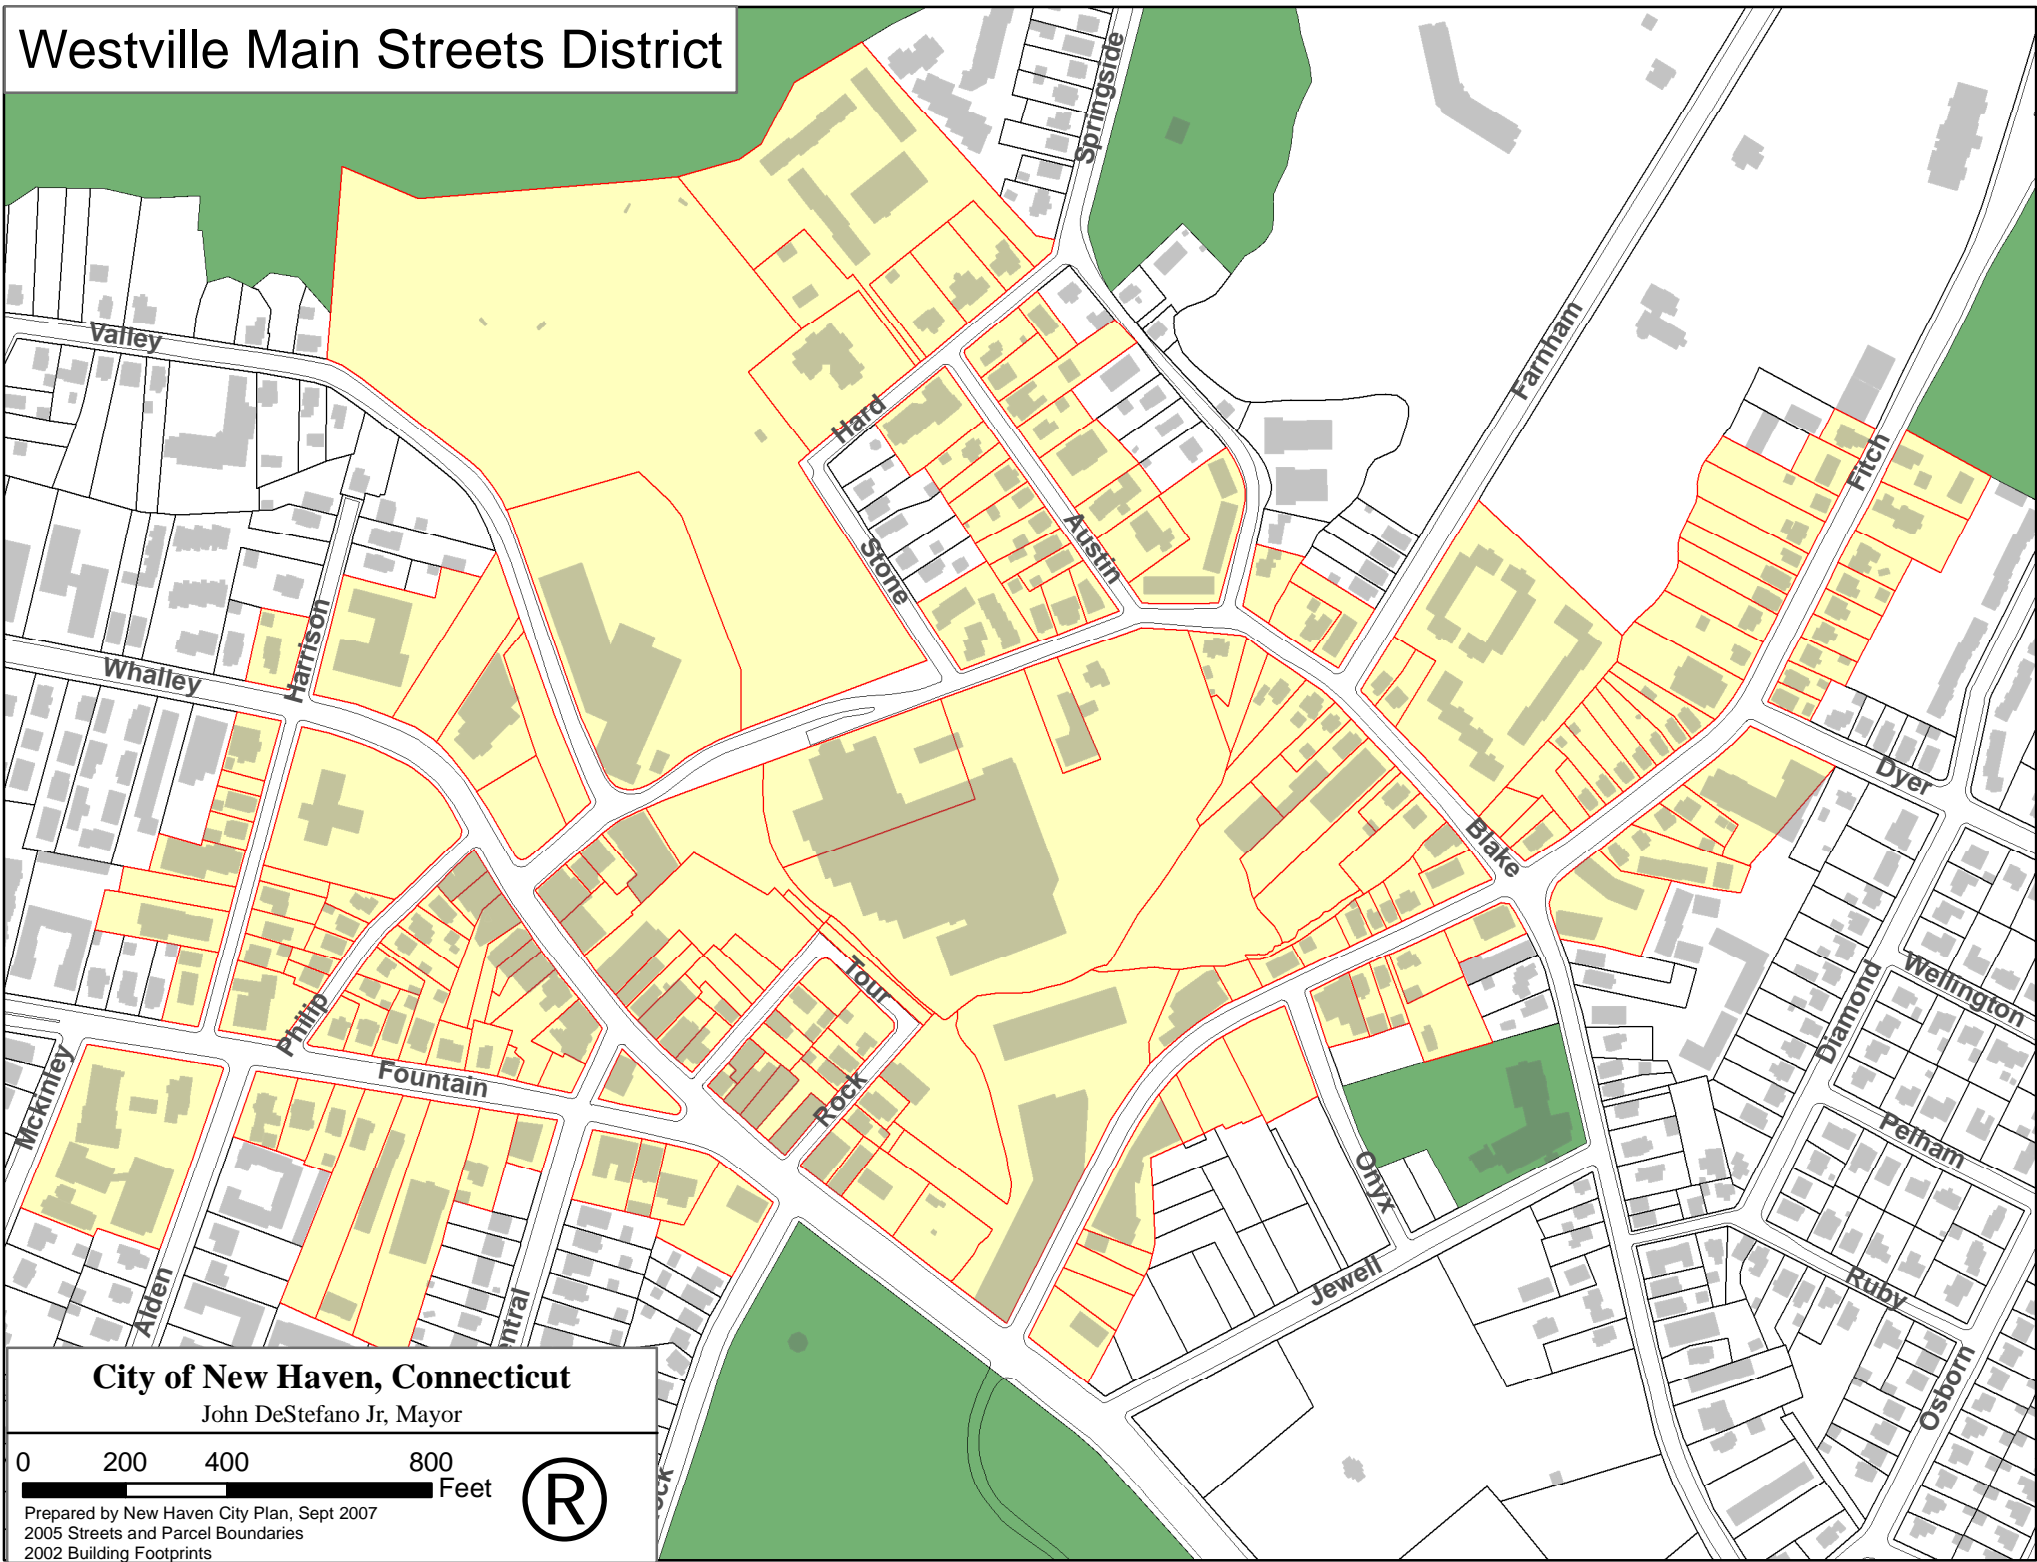 Westville Main Streets District
Springside
Valley
Farnham
Hard
Fitch
Austin
Stone
Harrison
Whalley
Dyer
Blake
Tour
Wellington
Diamond
Philip
Mckinley
Fountain
Rock
Pelham
Onyx
Jewell
Ruby
Alden
entral
Osborn
ock
City of New Haven, Connecticut
John DeStefano Jr, Mayor
0 200 400 800
Feet
®
Prepared by New Haven City Plan, Sept 2007
2005 Streets and Parcel Boundaries
2002 Building Footprints